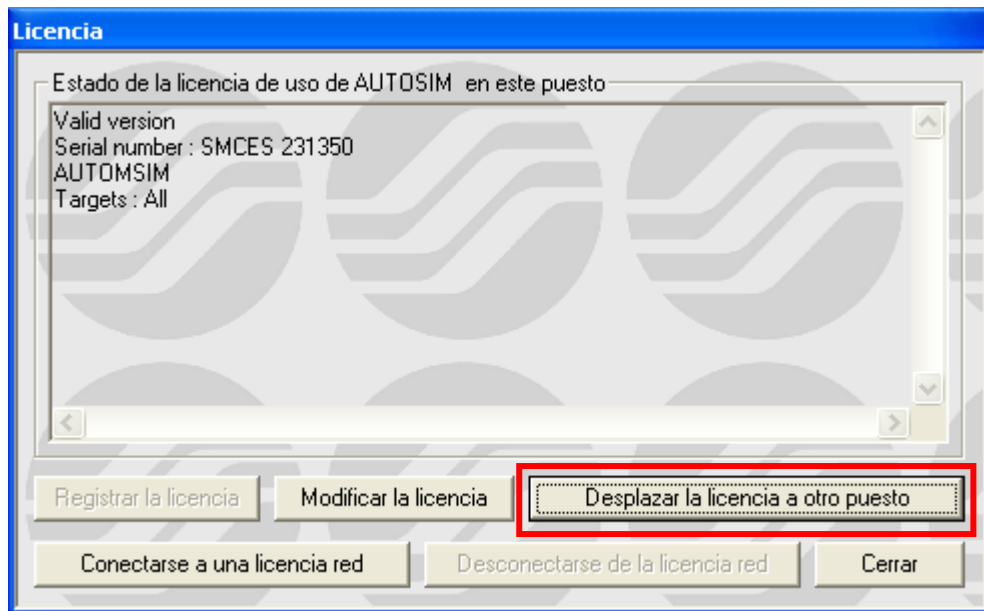 Licencia
Estado de la licencia de uso de AUTOSIM en este puesto
Valid version
Serial number : SMCES 231350
AUTOMSIM
Targets : All
Registrar la licencia
Modificar la licencia
Desplazar la licencia a otro puesto
Conectarse a una licencia red
Desconectarse de la licencia red
Cerrar